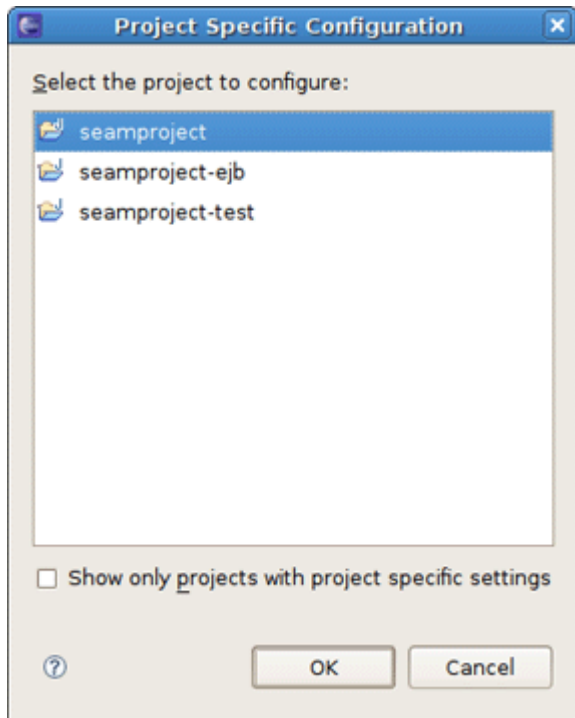 Project Specific Configuration
Select the project to configure:
seamproject
seamproject-ejb
seamproject-test
Show only projects with project specific settings
?
OK
Cancel